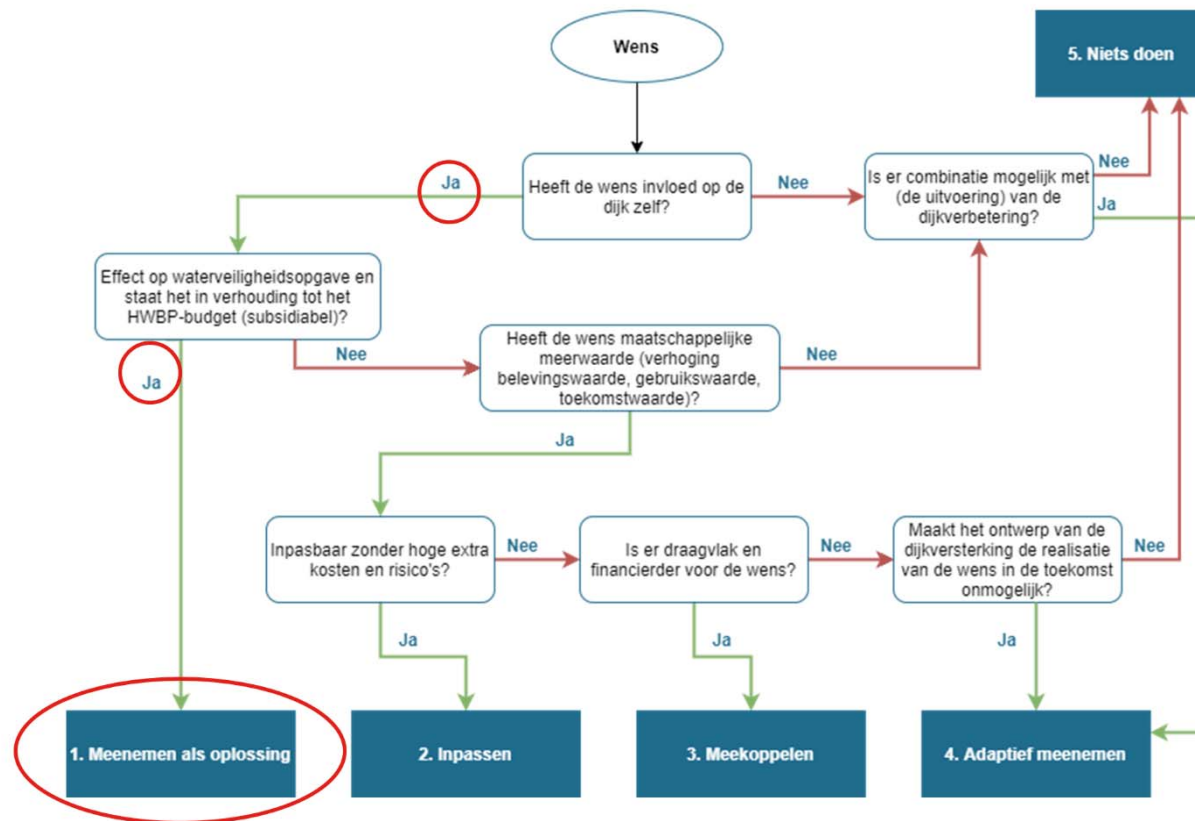 Wens
5. Niets doen
Ja
Heeft de wens invloed op de
dijk zelf?
Nee
Is er combinatie mogelijk met
(de uitvoering) van de
dijkverbetering?
Nee
Ja
Effect op waterveiligheidsopgave en
staat het in verhouding tot het
HWBP-budget (subsidiabel)?
Ja
Nee
Heeft de wens maatschappelijke
meerwaarde (verhoging
belevingswaarde, gebruikswaarde,
toekomstwaarde)?
Nee
Ja
Inpasbaar zonder hoge extra
kosten en risico's?
Nee
Is er draagvlak en
financierder voor de wens?
Nee
Maakt het ontwerp van de
dijkversterking de realisatie
van de wens in de toekomst
onmogelijk?
Nee
Ja
Ja
Ja
1. Meenemen als oplossing
2. Inpassen
3. Meekoppelen
4. Adaptief meenemen